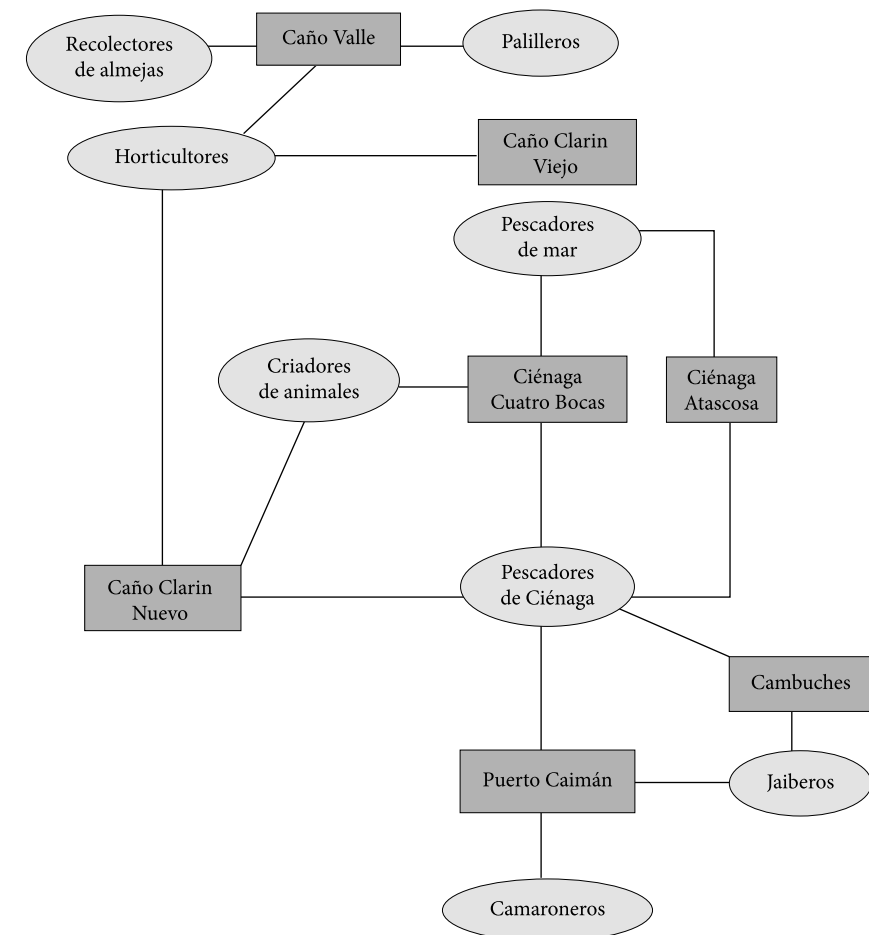 Recolectores
de almejas
Caño Valle
Palilleros
Horticultores
Caño Clarin
Viejo
Pescadores
de mar
Criadores
de animales
Ciénaga
Cuatro Bocas
Ciénaga
Atascosa
Caño Clarin
Nuevo
Pescadores
de Ciénaga
Cambuches
Puerto Caimán
Jaiberos
Camaroneros